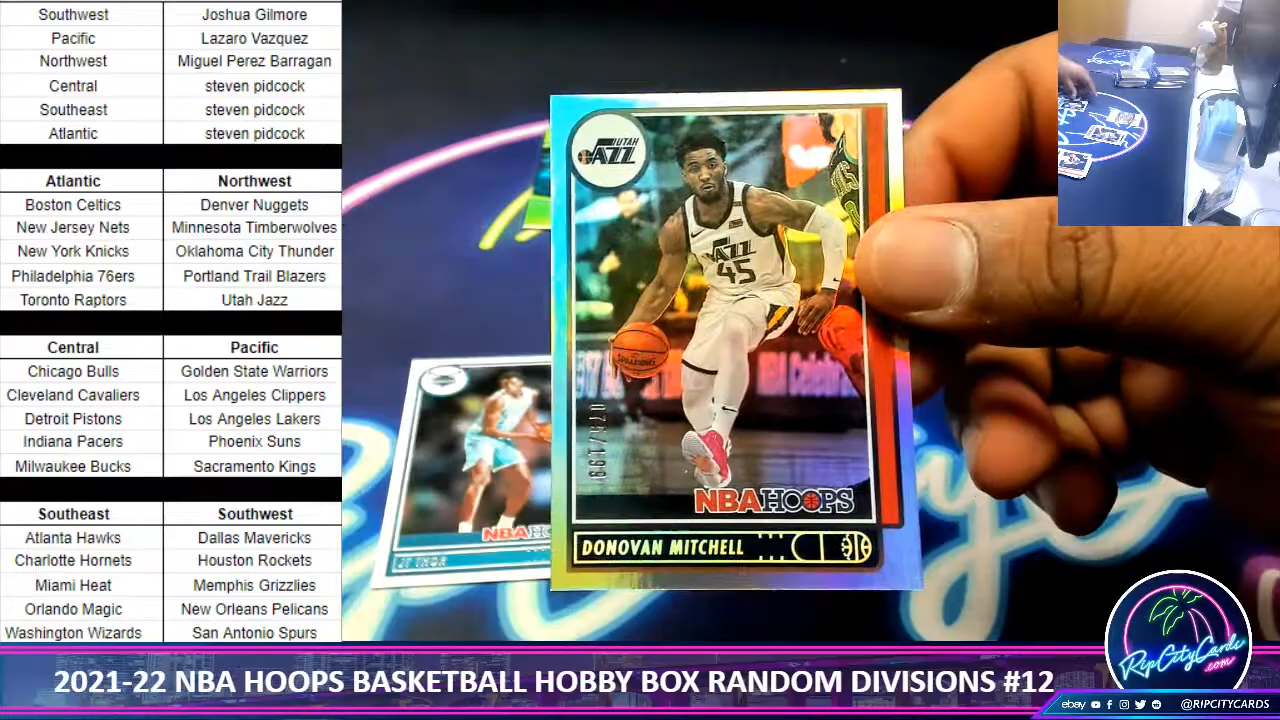 Southwest Joshua Gilmore
Pacific Lazaro Vazquez
Northwest Miguel Perez Barragan
Central steven pidcock
Southeast steven pidcock
Atlantic steven pidcock
Atlantic Northwest
Boston Celtics Denver Nuggets
New Jersey Nets Minnesota Timberwolves
New York Knicks Oklahoma City Thunder
Philadelphia 76ers Portland Trail Blazers
Toronto Raptors Utah Jazz
Central Pacific
Chicago Bulls Golden State Warriors
Cleveland Cavaliers Los Angeles Clippers
Detroit Pistons Los Angeles Lakers
Indiana Pacers Phoenix Suns
Milwaukee Bucks Sacramento Kings
Southeast Southwest
Atlanta Hawks Dallas Mavericks
Charlotte Hornets Houston Rockets
Miami Heat Memphis Grizzlies
Orlando Magic New Orleans Pelicans
Washington Wizards San Antonio Spurs
UTAH
JAZZ
JAZZ
45
SPALDING
075/199
NBA HOOPS
DONOVAN MITCHELL
NBA
JT THOR
RipCityCards
.com
2021-22 NBA HOOPS BASKETBALL HOBBY BOX RANDOM DIVISIONS #12
ebay @RIPCITYCARDS